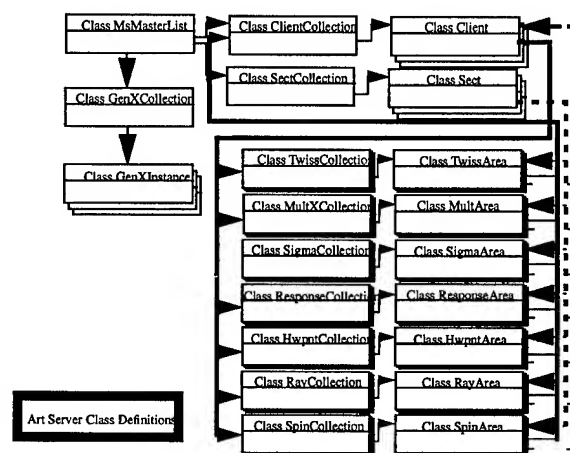 Class MsMasterList
Class ClientCollection
Class Client
Class SectCollection
Class Sect
Class GenXCollection
Class GenXInstance
Class TwissCollection
Class TwissArea
Class MultXCollection
Class MultArea
Class SigmaCollection
Class SigmaArea
Class ResponseCollection
Class ResponseArea
Class HwpntCollection
Class HwpntArea
Class RayCollection
Class RayArea
Class SpinCollection
Class SpinArea
Art Server Class Definitions